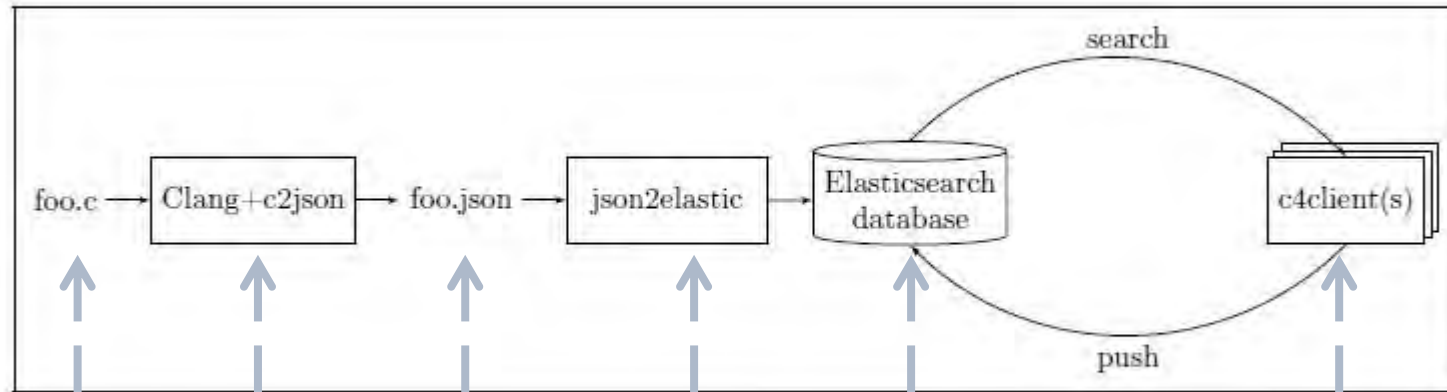 search
foo.c
Clang+c2json
foo.json
json2elastic
Elasticsearch
database
c4client(s)
push